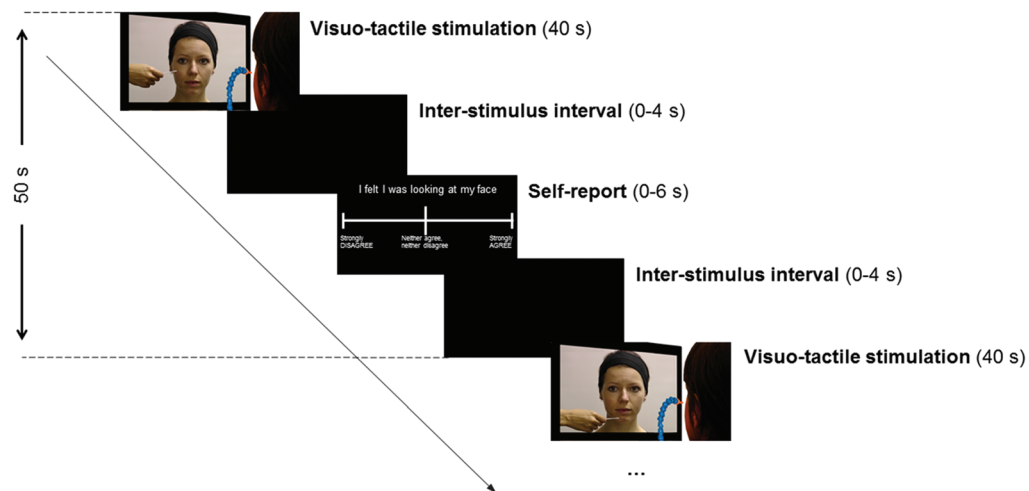 Visuo-tactile stimulation (40 s)
Inter-stimulus interval (0-4 s)
I felt I was looking at my face
Self-report (0-6 s)
Strongly
DISAGREE
Neither agree,
neither disagree
Strongly
AGREE
50 s
Inter-stimulus interval (0-4 s)
Visuo-tactile stimulation (40 s)
...